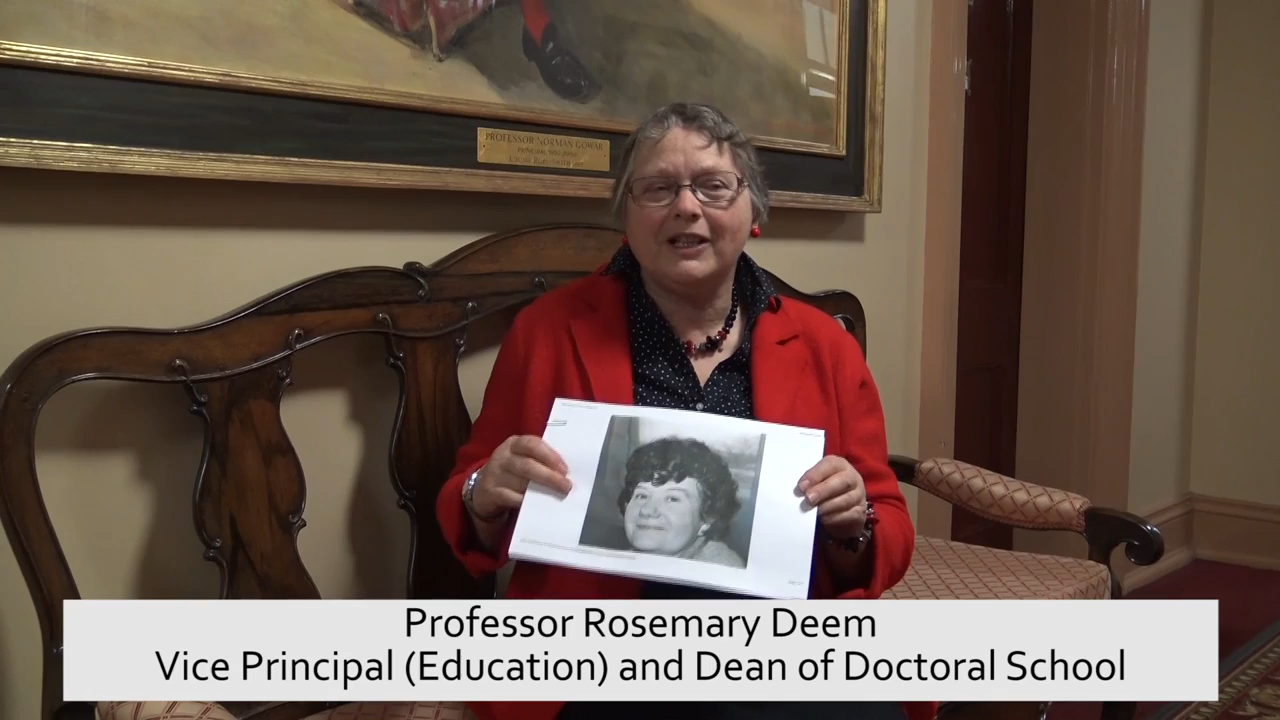 PROFESSOR NORMAN GOWAR
Professor Rosemary Deem
Vice Principal (Education) and Dean of Doctoral School